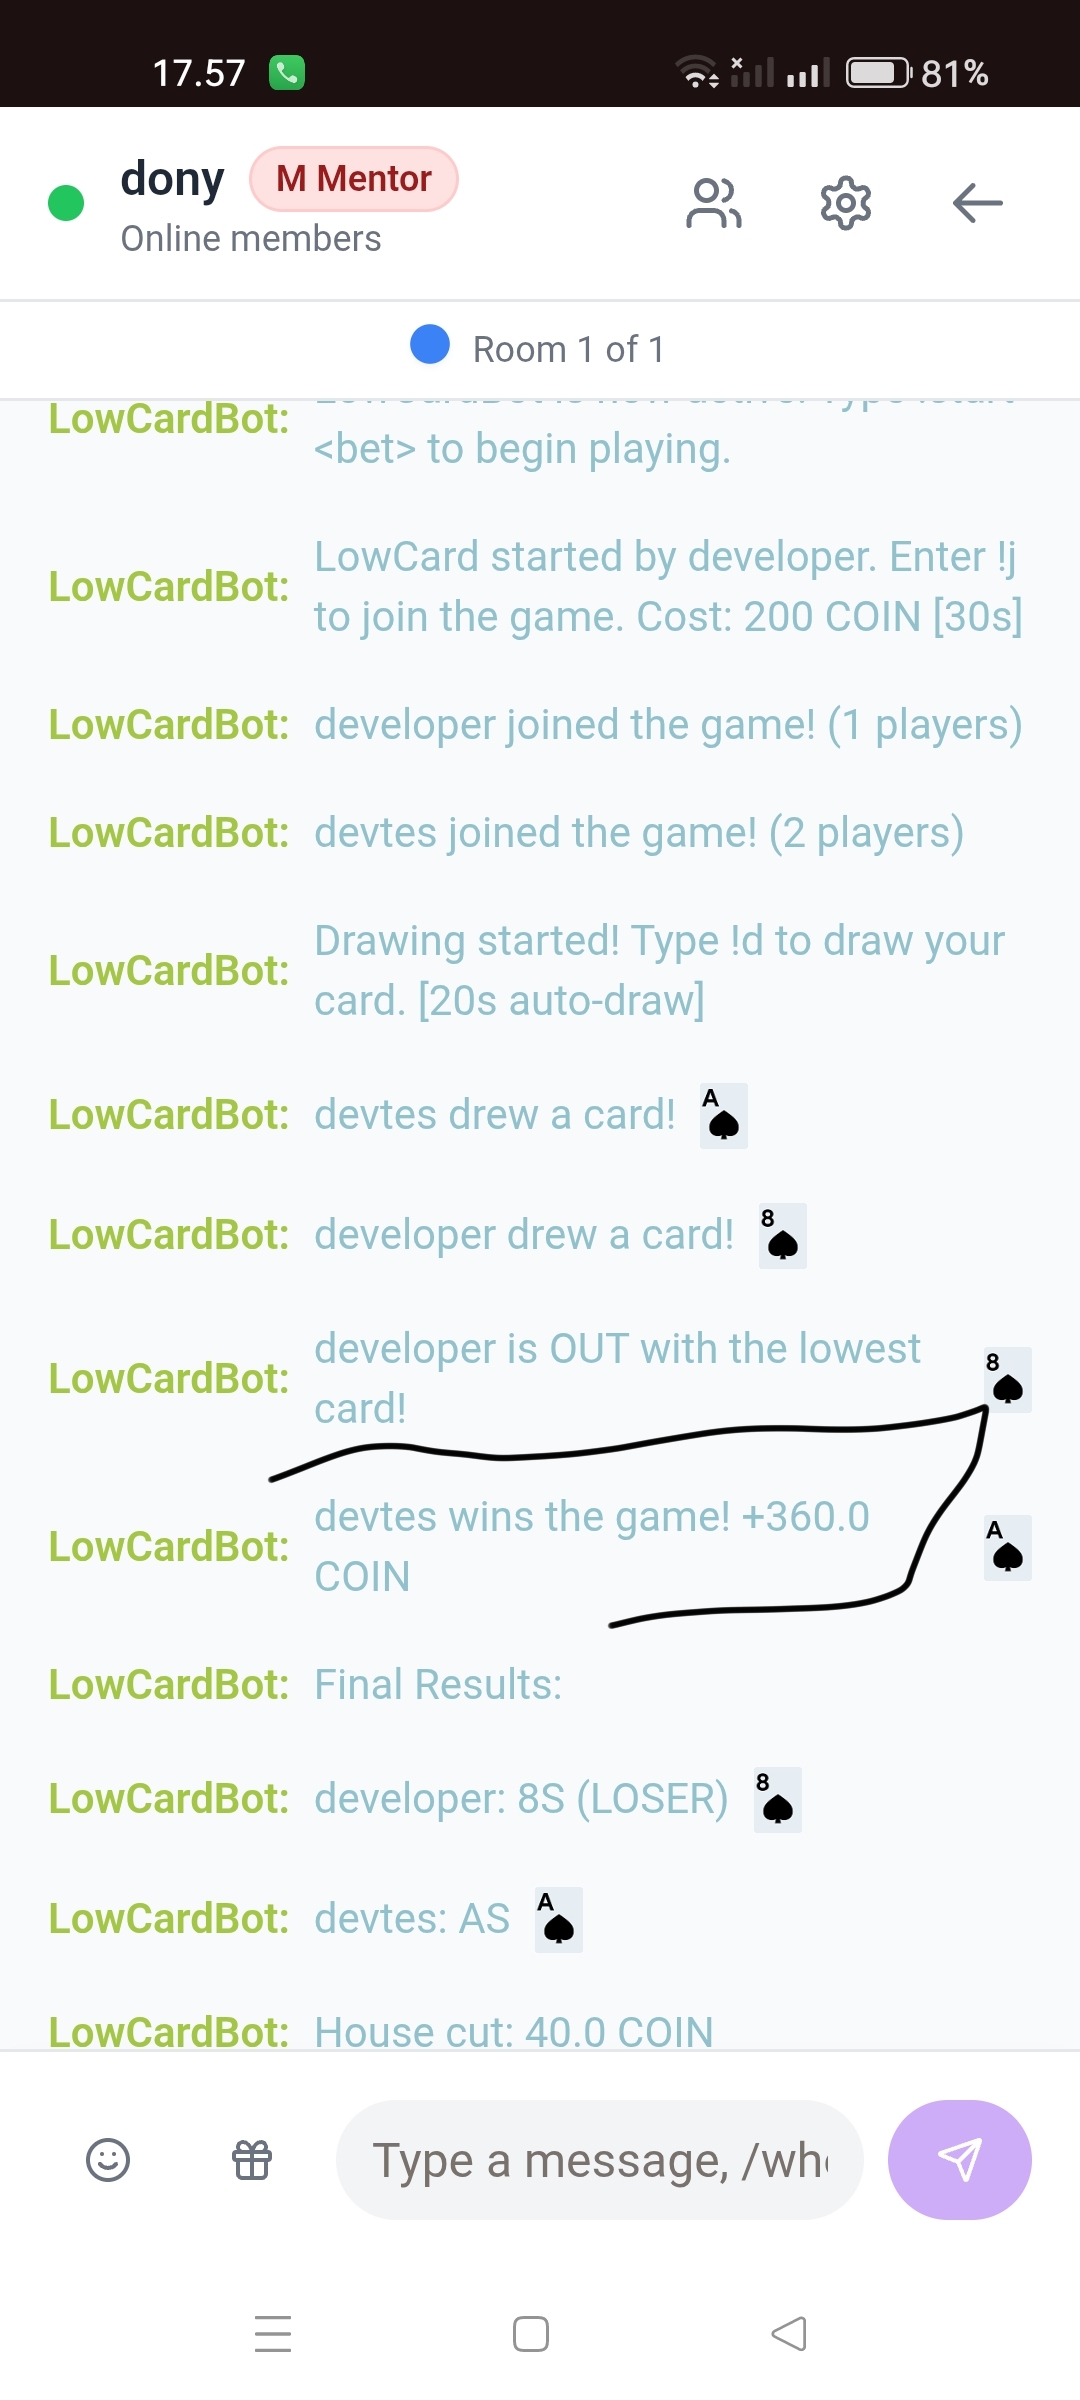 17.57
81%
dony M Mentor
Online members
Room 1 of 1
LowCardBot:
<bet> to begin playing.
LowCardBot: LowCard started by developer. Enter !j
to join the game. Cost: 200 COIN [30s]
LowCardBot: developer joined the game! (1 players)
LowCardBot: devtes joined the game! (2 players)
LowCardBot: Drawing started! Type !d to draw your
card. [20s auto-draw]
LowCardBot: devtes drew a card! A
LowCardBot: developer drew a card! 8
LowCardBot: developer is OUT with the lowest
card! 8
LowCardBot: devtes wins the game! +360.0
COIN A
LowCardBot: Final Results:
LowCardBot: developer: 8S (LOSER) 8
LowCardBot: devtes: AS A
LowCardBot: House cut: 40.0 COIN
Type a message, /wh